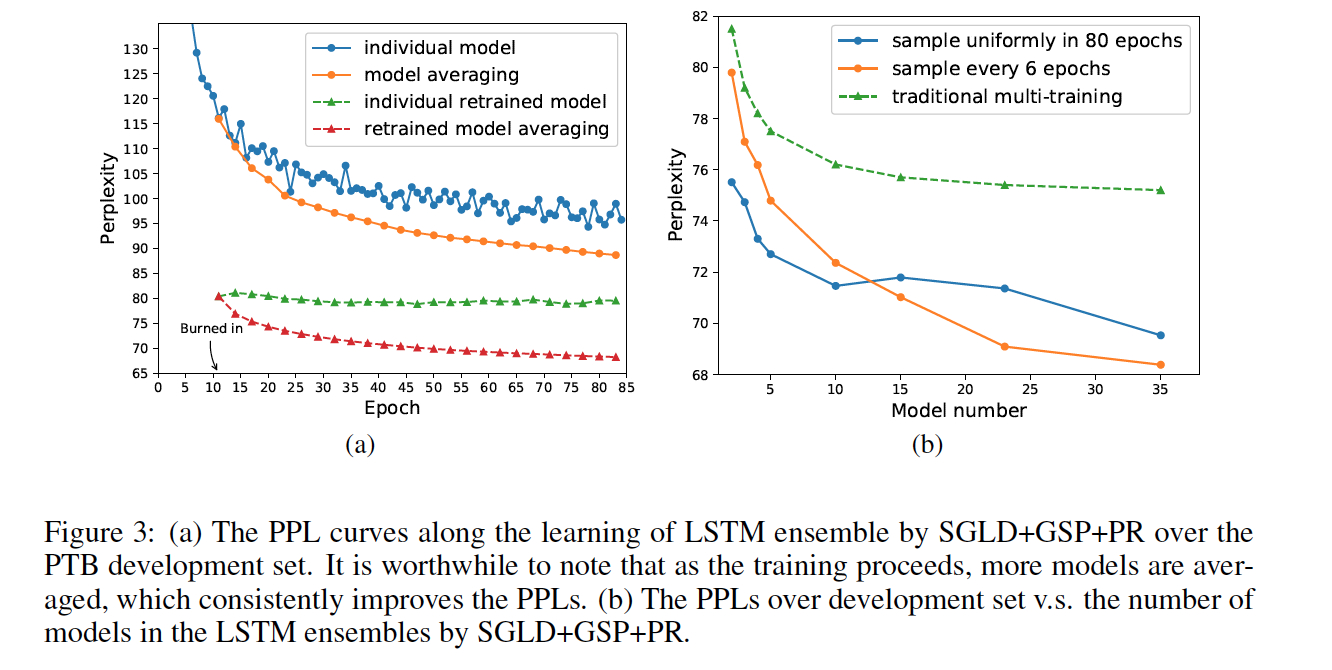 130
125
120
115
110
105
100
95
90
85
80
75
70
65
Perplexity
individual model
model averaging
individual retrained model
retrained model averaging
Burned in
0 5 10 15 20 25 30 35 40 45 50 55 60 65 70 75 80 85
Epoch
(a)
82
80
78
76
74
72
70
68
Perplexity
sample uniformly in 80 epochs
sample every 6 epochs
traditional multi-training
5 10 15 20 25 30 35
Model number
(b)
Figure 3: (a) The PPL curves along the learning of LSTM ensemble by SGLD+GSP+PR over the
PTB development set. It is worthwhile to note that as the training proceeds, more models are aver-
aged, which consistently improves the PPLs. (b) The PPLs over development set v.s. the number of
models in the LSTM ensembles by SGLD+GSP+PR.